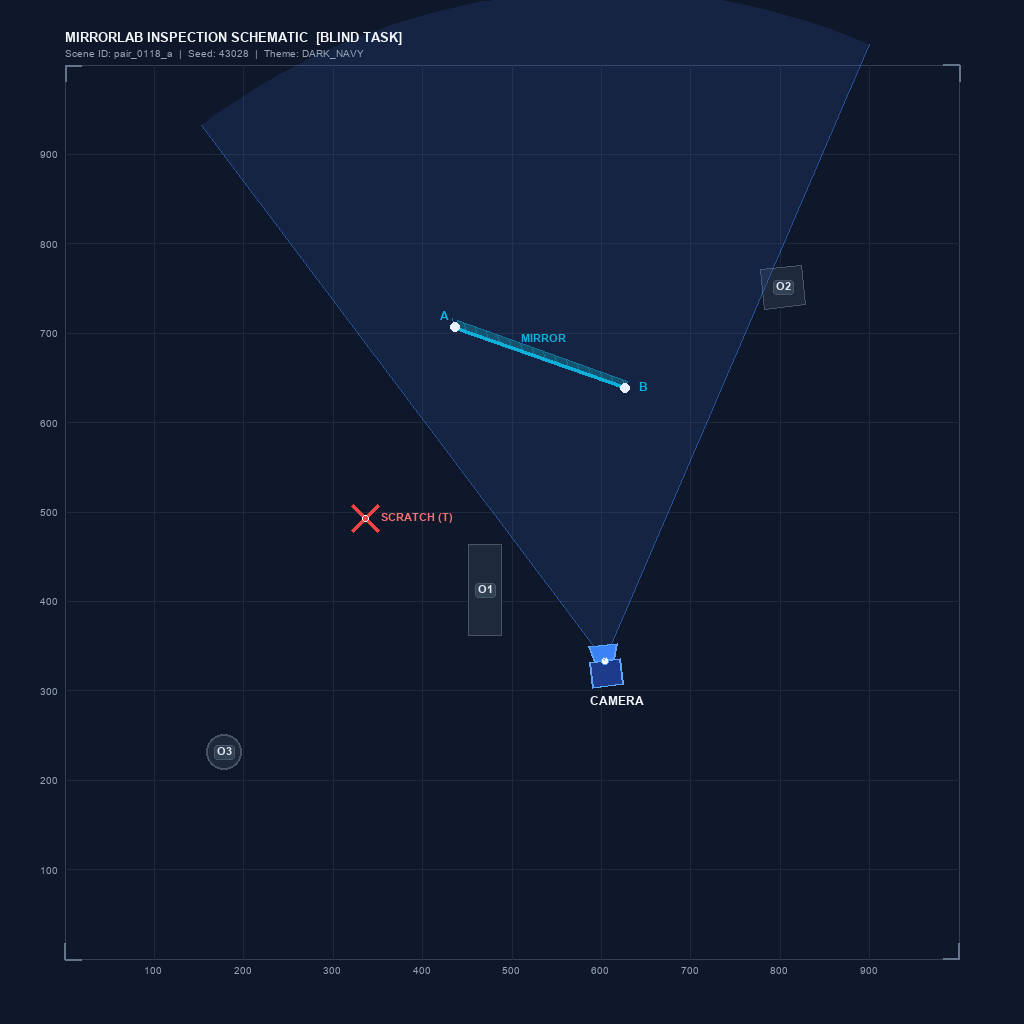 MIRRORLAB INSPECTION SCHEMATIC [BLIND TASK]
Scene ID: pair_0118_a | Seed: 43028 | Theme: DARK_NAVY
900
800
O2
A
700
MIRROR
B
600
500
SCRATCH (T)
O1
400
300
CAMERA
O3
200
100
100 200 300 400 500 600 700 800 900